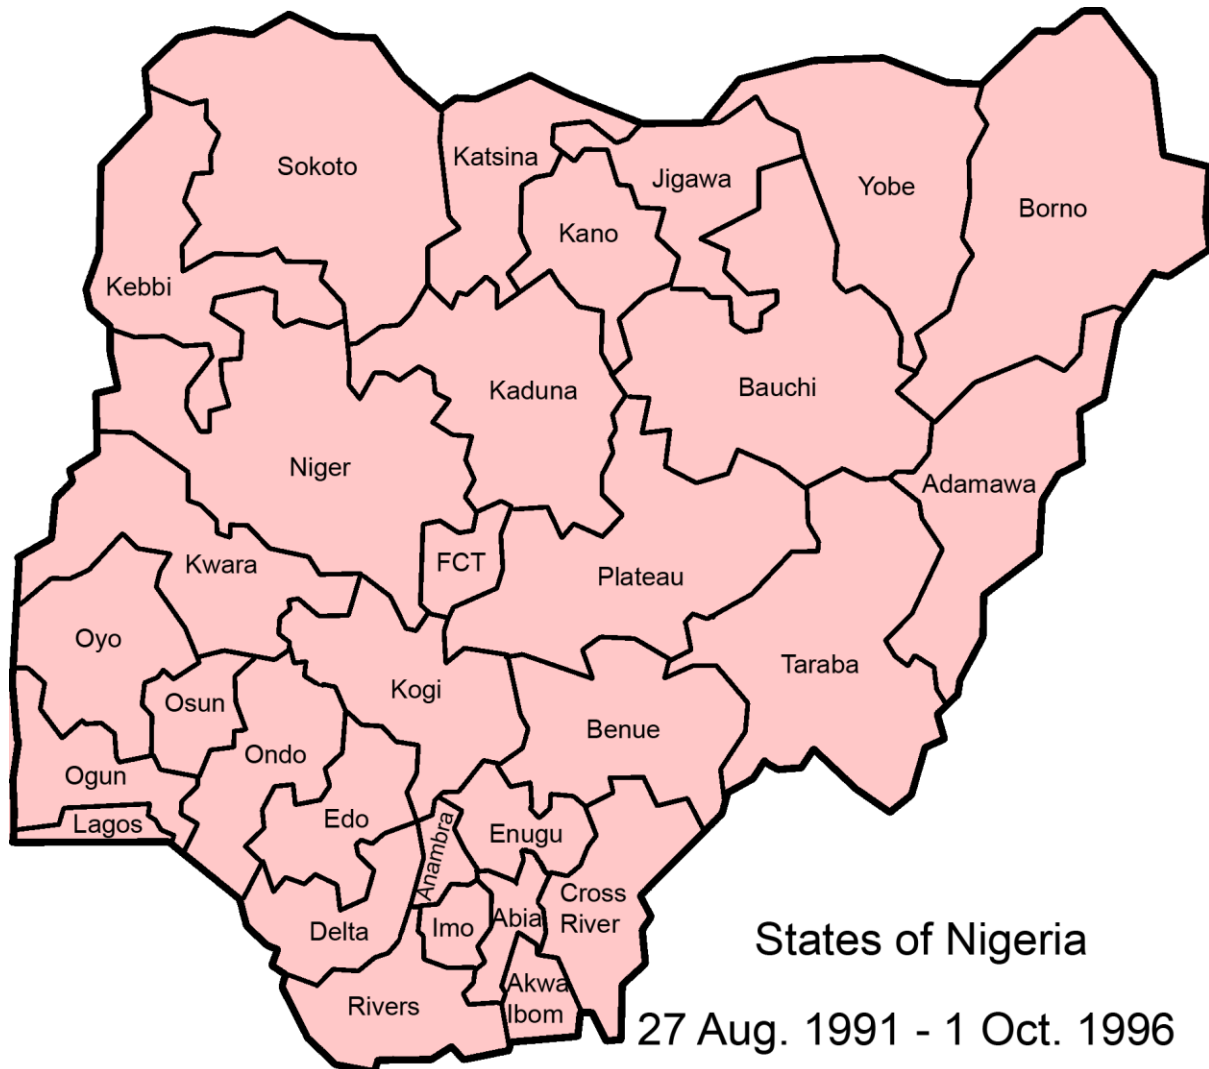 Sokoto
Katsina
Jigawa
Yobe
Borno
Kano
Kebbi
Kaduna
Bauchi
Niger
Adamawa
Kwara
FCT
Plateau
Oyo
Taraba
Osun
Kogi
Benue
Ondo
Ogun
Lagos
Edo
Anambra
Enugu
Cross
River
Abia
Imo
Delta
Akwa
Ibom
Rivers
States of Nigeria
27 Aug. 1991 - 1 Oct. 1996